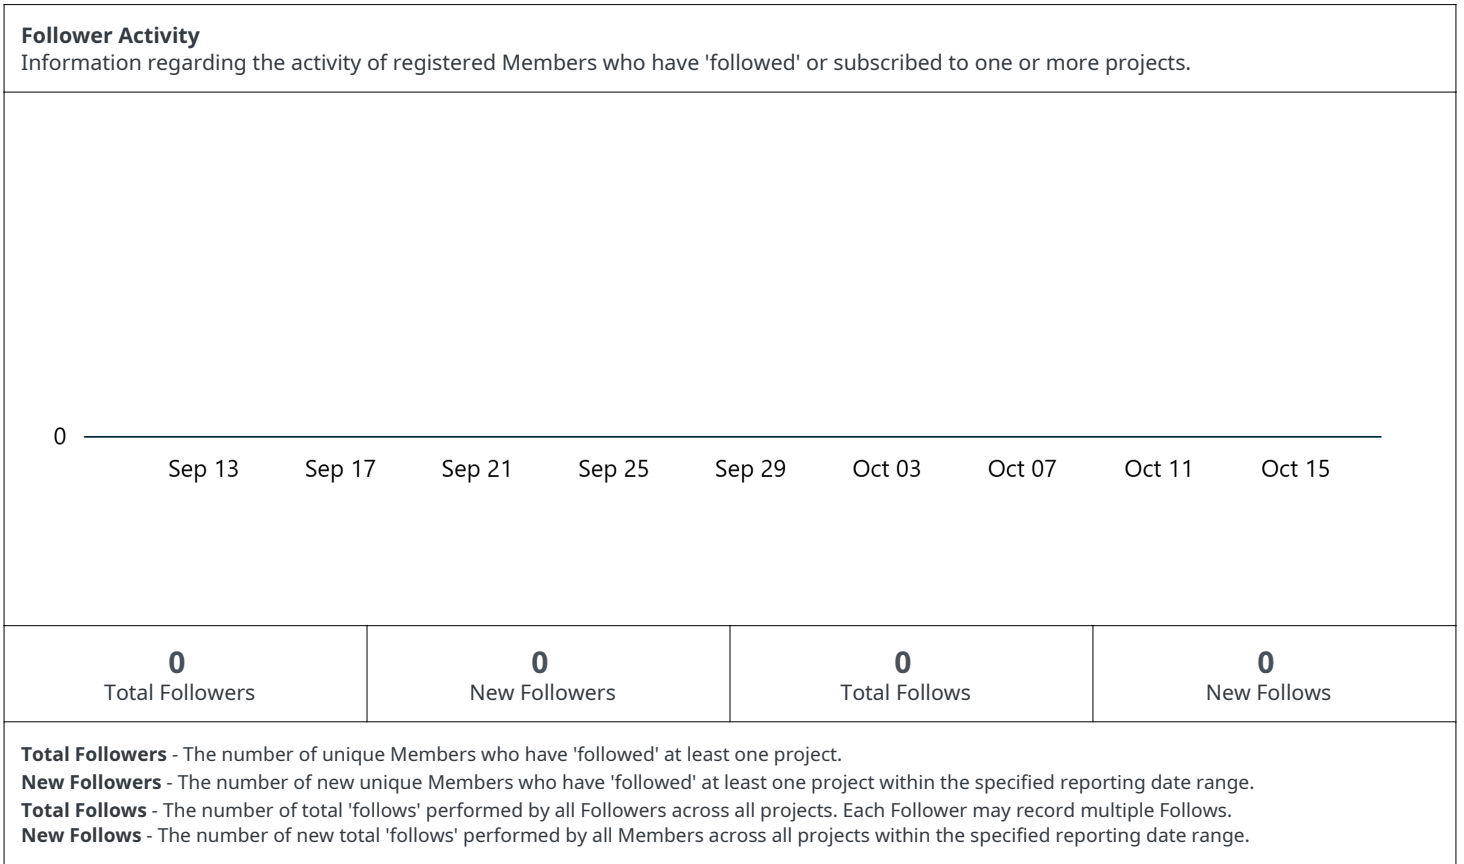 Follower Activity
Information regarding the activity of registered Members who have 'followed' or subscribed to one or more projects.
0
Sep 13 Sep 17 Sep 21 Sep 25 Sep 29 Oct 03 Oct 07 Oct 11 Oct 15
0 0 0 0
Total Followers New Followers Total Follows New Follows
Total Followers - The number of unique Members who have 'followed' at least one project.
New Followers - The number of new unique Members who have 'followed' at least one project within the specified reporting date range.
Total Follows - The number of total 'follows' performed by all Followers across all projects. Each Follower may record multiple Follows.
New Follows - The number of new total 'follows' performed by all Members across all projects within the specified reporting date range.